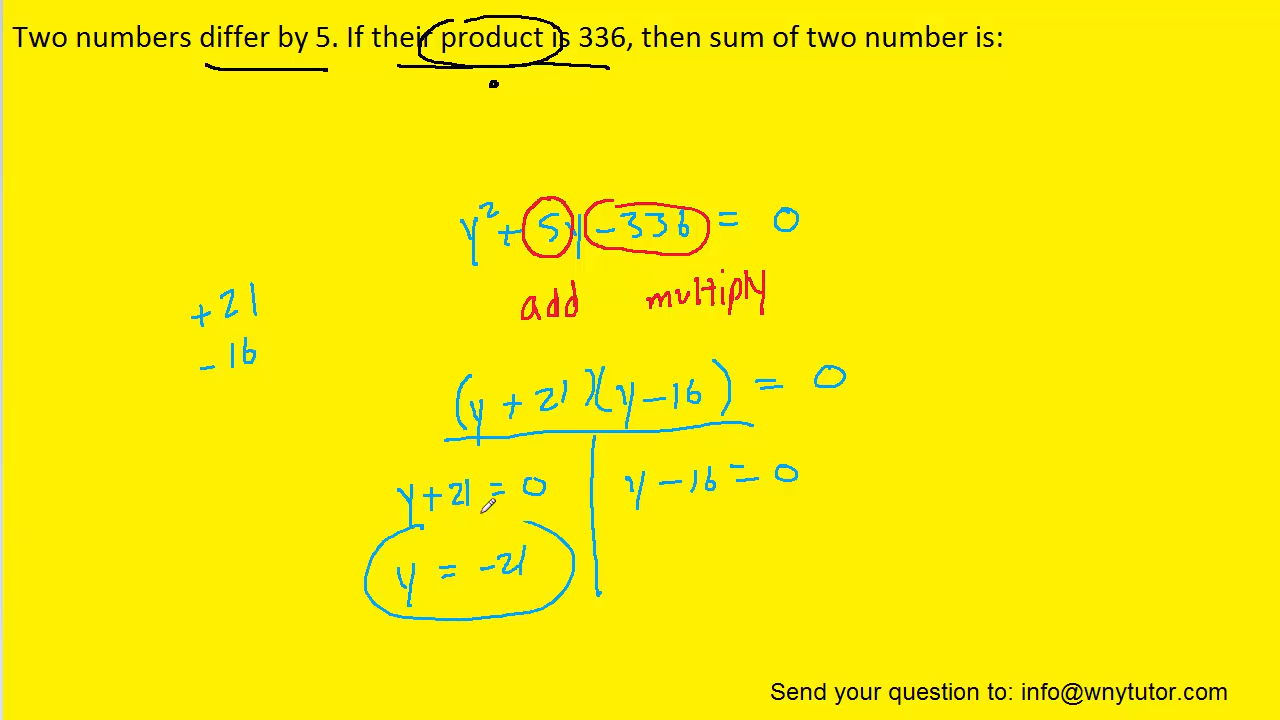 Two numbers differ by 5. If their product is 336, then sum of two number is:
y² + 5y - 336 = 0
add multiply
+21
-16
(y + 21)(y - 16) = 0
y + 21 = 0
y = -21
y - 16 = 0
Send your question to: info@wnytutor.com